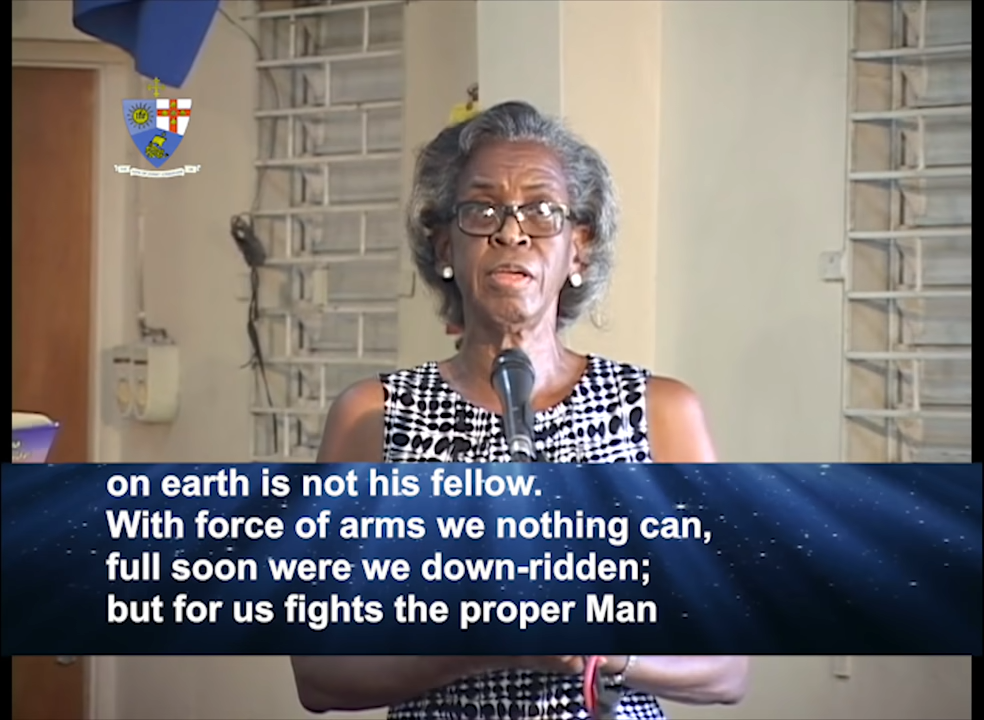 on earth is not his fellow.
With force of arms we nothing can,
full soon were we down-ridden;
but for us fights the proper Man